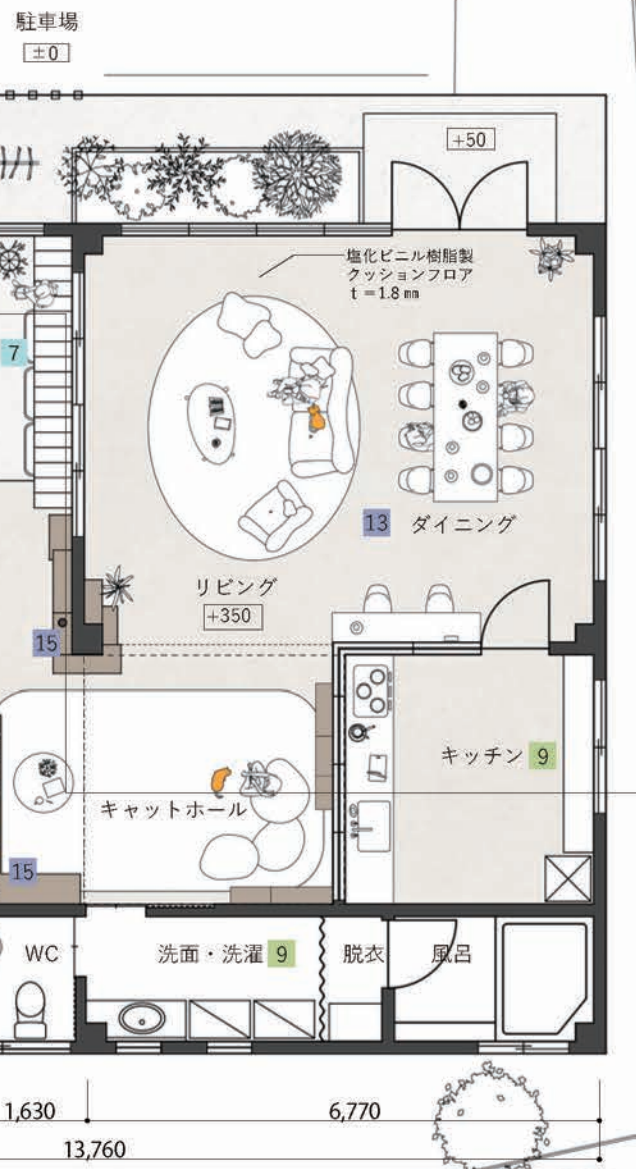 駐車場
±0
+50
塩化ビニル樹脂製
クッションフロア
t=1.8㎜
7
13 ダイニング
リビング
+350
15
キッチン 9
キャットホール
15
WC
洗面・洗濯 9
脱衣
風呂
1,630
6,770
13,760